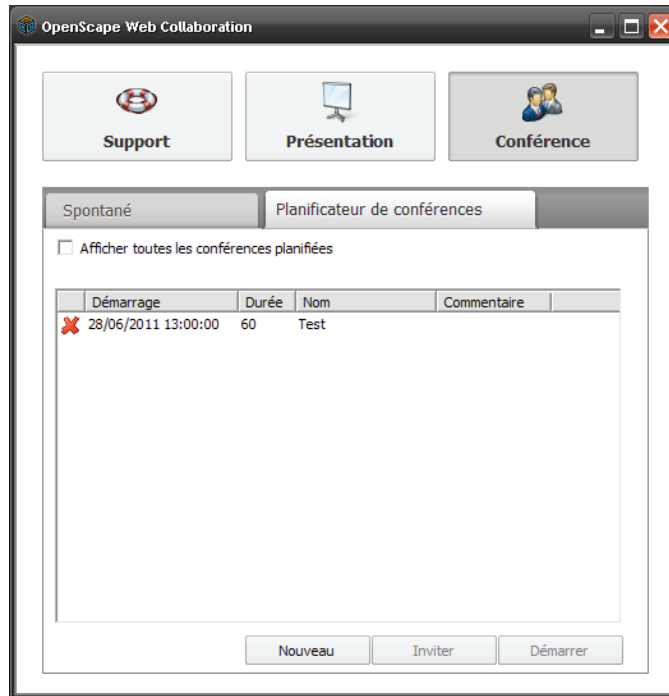 OpenScape Web Collaboration
Support Présentation Conférence
Spontané Planificateur de conférences
Afficher toutes les conférences planifiées
Démarrage Durée Nom Commentaire
28/06/2011 13:00:00 60 Test
Nouveau Inviter Démarrer